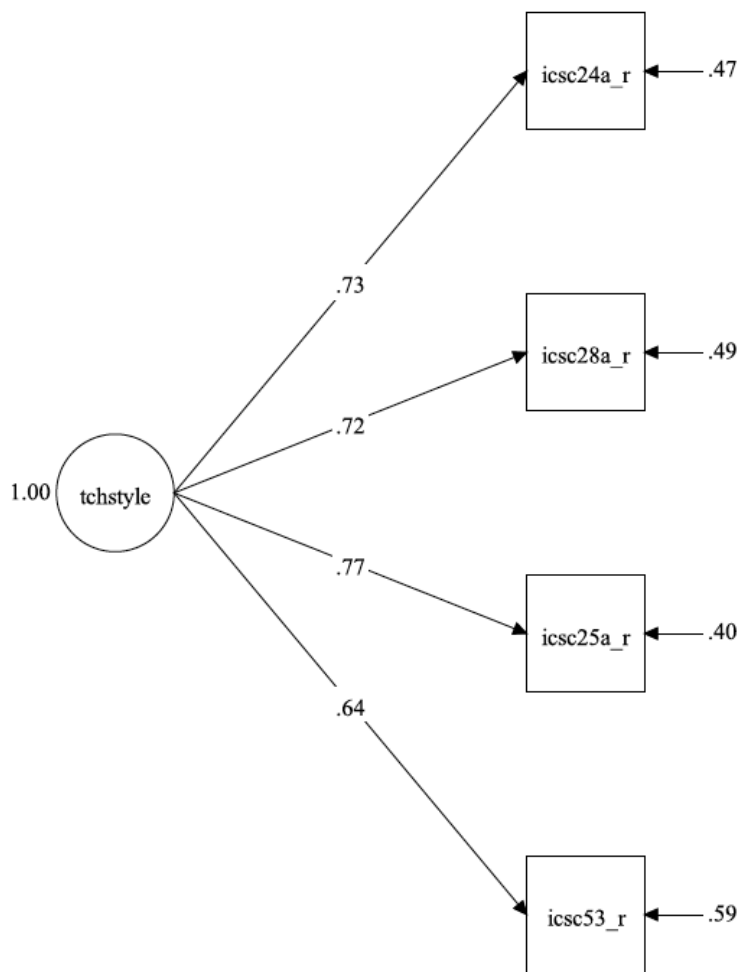 icsc24a_r
.47
.73
icsc28a_r
.49
.72
1.00
tchstyle
.77
icsc25a_r
.40
.64
icsc53_r
.59